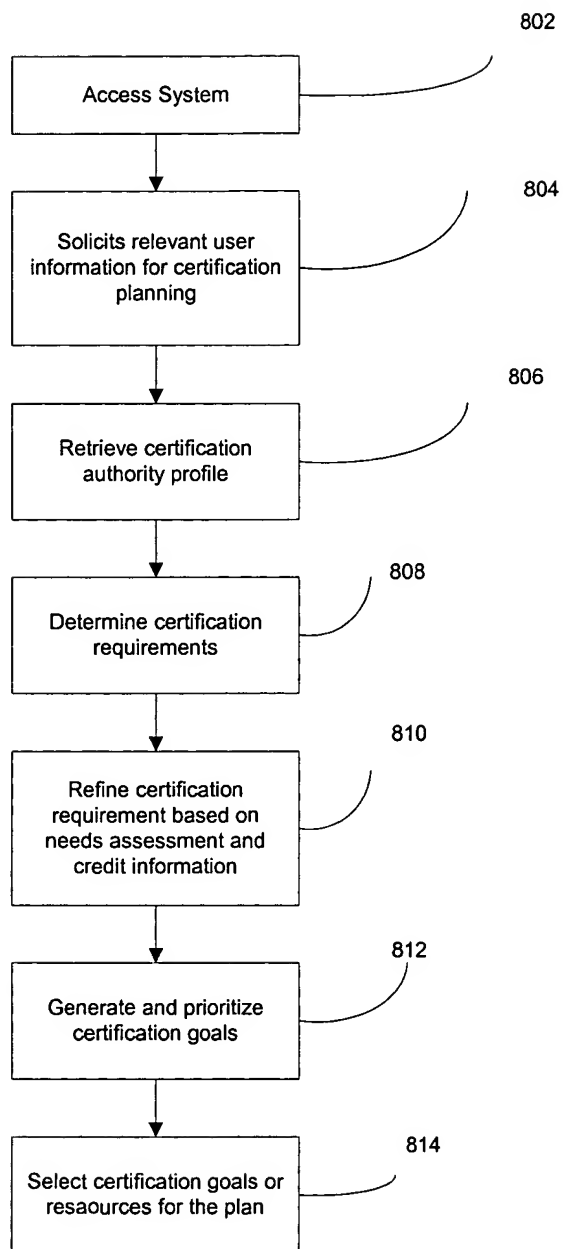 802
Access System
804
Solicits relevant user
information for certification
planning
806
Retrieve certification
authority profile
808
Determine certification
requirements
810
Refine certification
requirement based on
needs assessment and
credit information
812
Generate and prioritize
certification goals
814
Select certification goals or
resaources for the plan